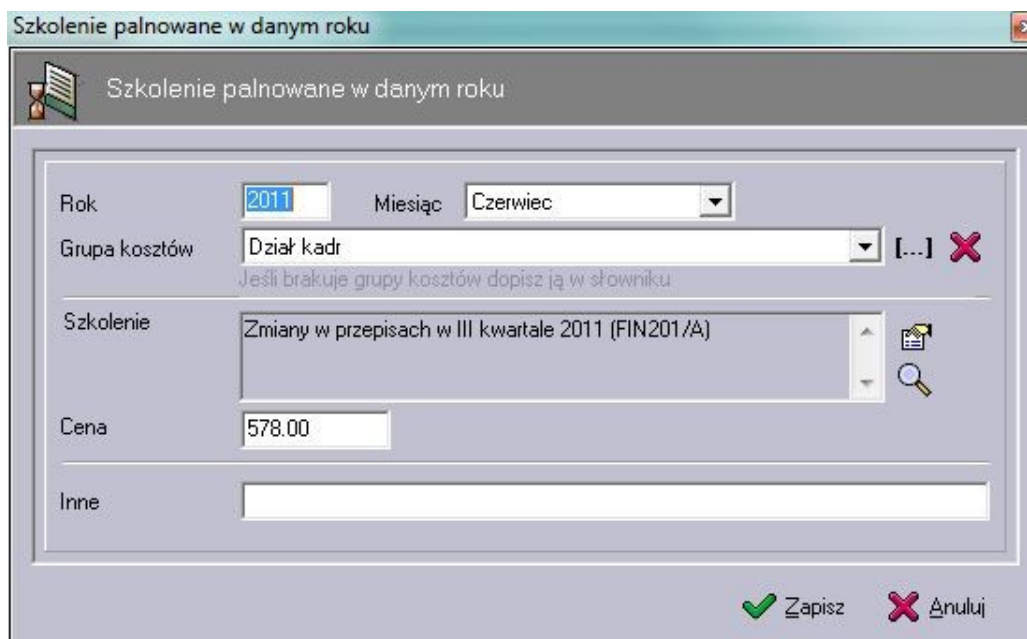 Szkolenie palnowane w danym roku
Szkolenie palnowane w danym roku
Rok 2011 Miesiąc Czerwiec
Grupa kosztów Dział kadr [...]
Jeśli brakuje grupy kosztów dopisz ją w słowniku
Szkolenie Zmiany w przepisach w III kwartale 2011 (FIN201/A)
Cena 578.00
Inne
Zapisz Anuluj